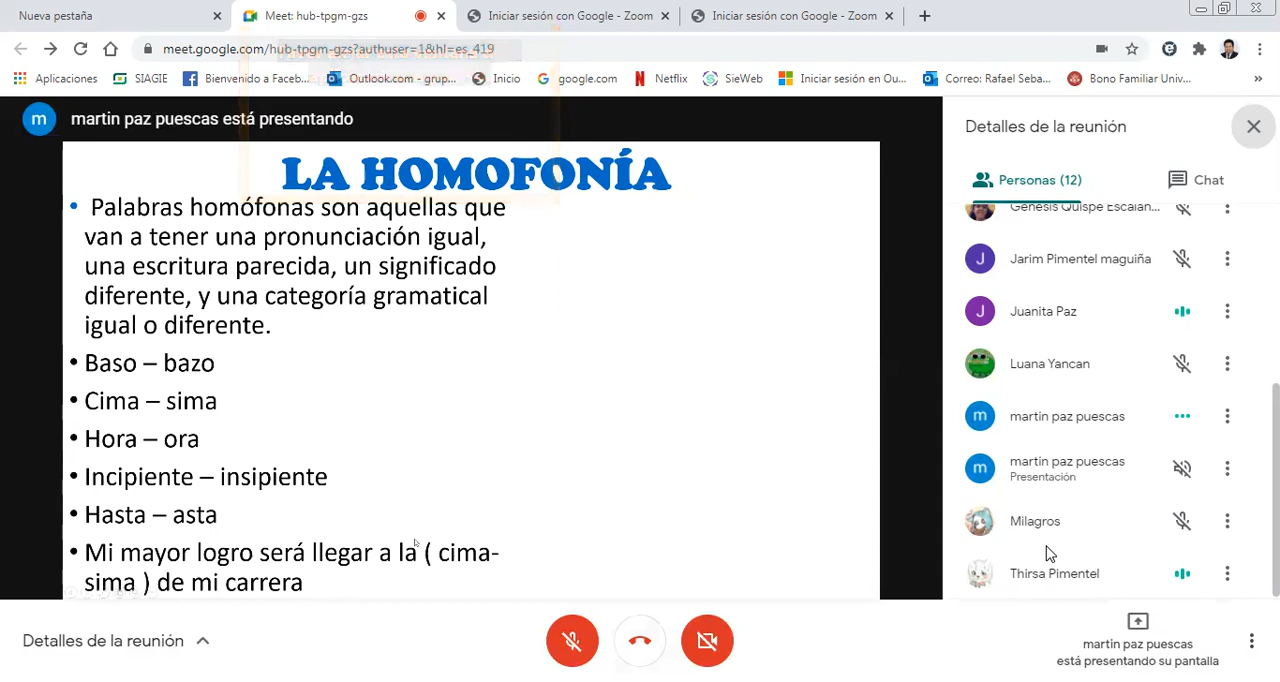 Nueva pestaña
Meet: hub-tpgm-gzs
Iniciar sesión con Google - Zoom
Iniciar sesión con Google - Zoom
meet.google.com/hub-tpgm-gzs?authuser=1&hl=es_419
Aplicaciones
SIAGIE
Bienvenido a Faceb...
Outlook.com - grup...
Inicio
google.com
Netflix
SieWeb
Iniciar sesión en Ou...
Correo: Rafael Seba...
Bono Familiar Univ...
»
m
martin paz puescas está presentando
LA HOMOFONÍA
• Palabras homófonas son aquellas que
van a tener una pronunciación igual,
una escritura parecida, un significado
diferente, y una categoría gramatical
igual o diferente.
• Baso – bazo
• Cima – sima
• Hora – ora
• Incipiente – insipiente
• Hasta – asta
• Mi mayor logro será llegar a la ( cima-
sima ) de mi carrera
Detalles de la reunión
Personas (12)
Chat
Genesis Quispe Escalan...
J
Jarim Pimentel maguiña
J
Juanita Paz
Luana Yancan
m
martin paz puescas
m
martin paz puescas
Presentación
Milagros
Thirsa Pimentel
Detalles de la reunión
martin paz puescas
está presentando su pantalla